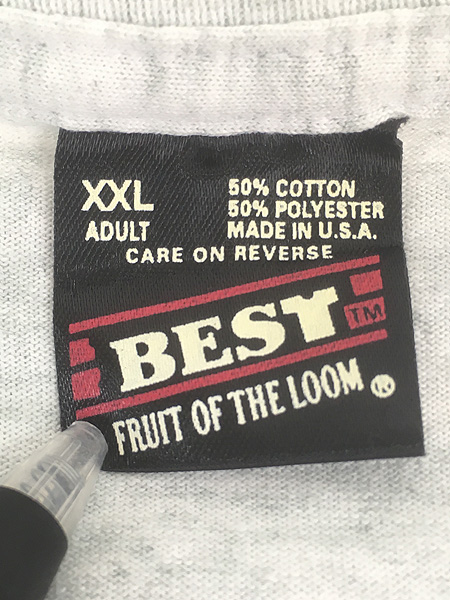 XXL
ADULT
50% COTTON
50% POLYESTER
MADE IN U.S.A.
CARE ON REVERSE
BEST TM
FRUIT OF THE LOOM ®